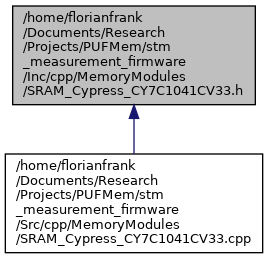 /home/florianfrank
/Documents/Research
/Projects/PUFMem/stm
_measurement_firmware
/Inc/cpp/MemoryModules
/SRAM_Cypress_CY7C1041CV33.h
/home/florianfrank
/Documents/Research
/Projects/PUFMem/stm
_measurement_firmware
/Src/cpp/MemoryModules
/SRAM_Cypress_CY7C1041CV33.cpp